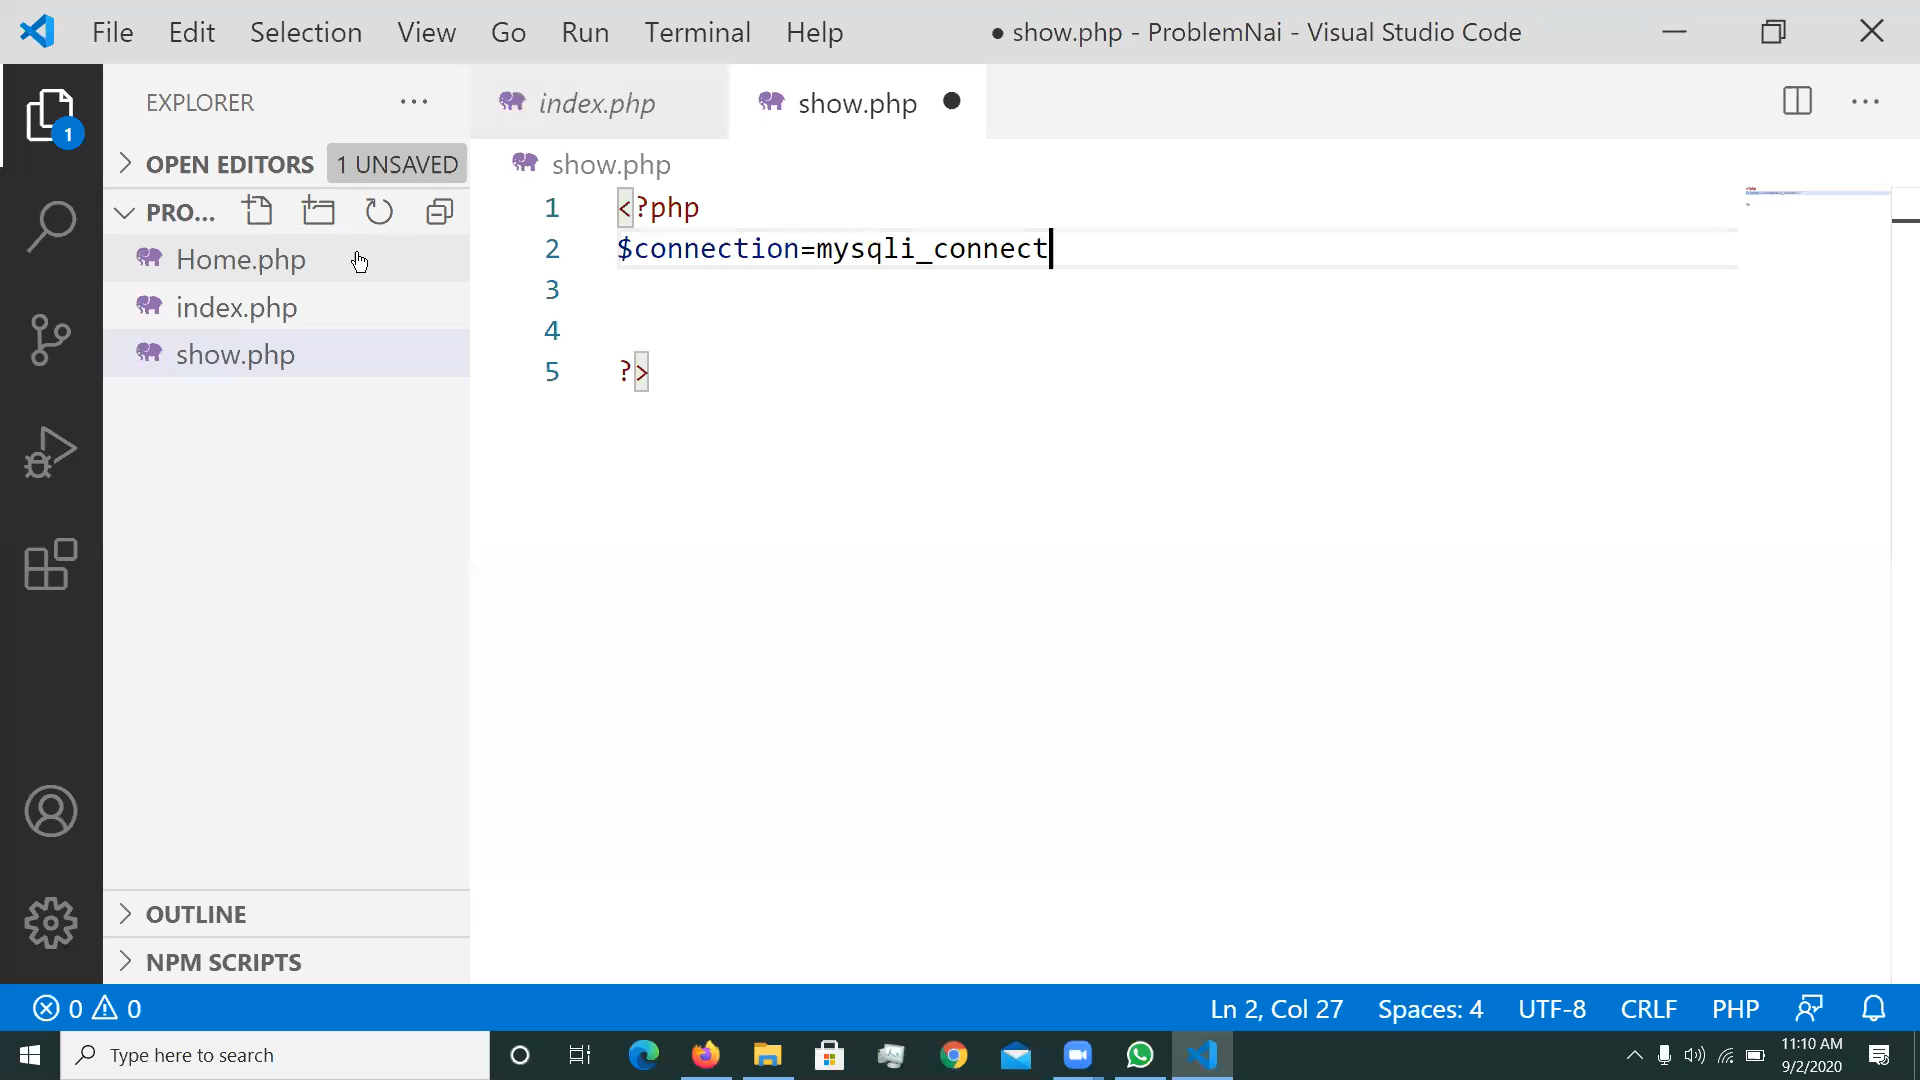 File Edit Selection View Go Run Terminal Help ● show.php - ProblemNai - Visual Studio Code
EXPLORER ...
index.php show.php
OPEN EDITORS 1 UNSAVED
show.php
PRO...
Home.php
index.php
show.php
1 <?php
2 $connection=mysqli_connect
3
4
5 ?>
1
OUTLINE
NPM SCRIPTS
0 0 Ln 2, Col 27 Spaces: 4 UTF-8 CRLF PHP
Type here to search
11:10 AM
9/2/2020